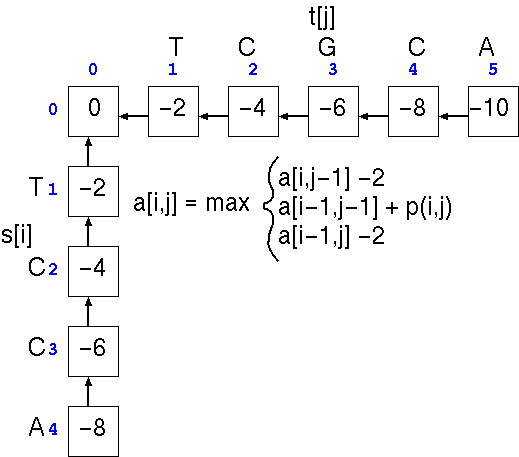 t[j]
T C G C A
0 1 2 3 4 5
0 0 −2 −4 −6 −8 −10
T 1 −2
a[i,j−1] −2
a[i,j] = max a[i−1,j−1] + p(i,j)
a[i−1,j] −2
s[i]
C 2 −4
C 3 −6
A 4 −8